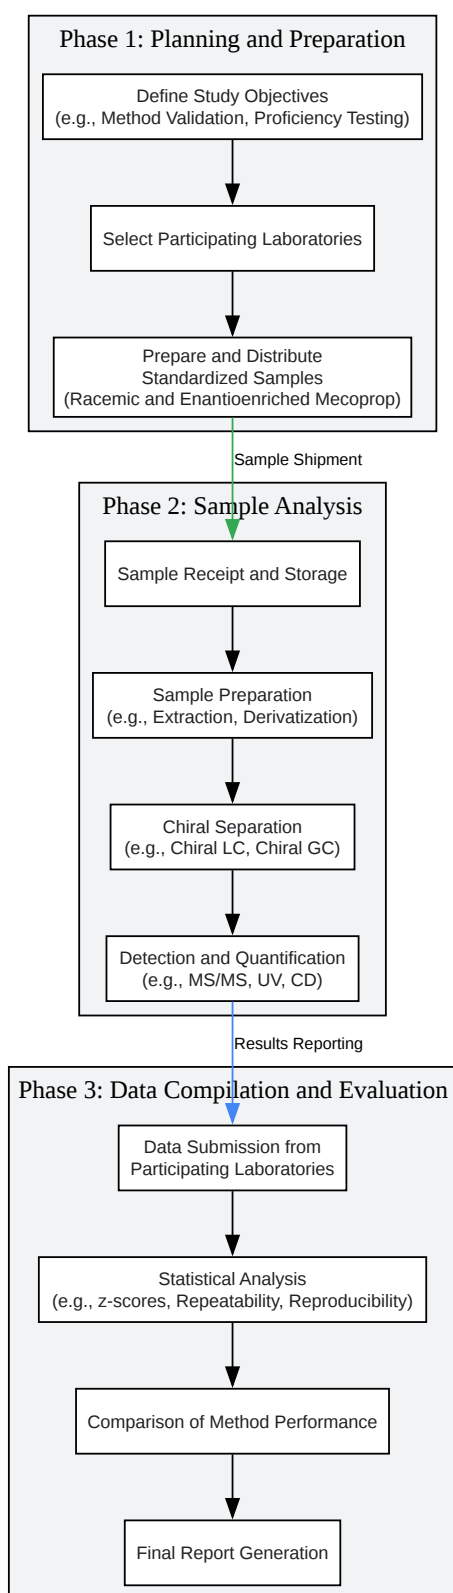 Phase 1: Planning and Preparation
Define Study Objectives
(e.g., Method Validation, Proficiency Testing)
Select Participating Laboratories
Prepare and Distribute
Standardized Samples
(Racemic and Enantioenriched Mecoprop)
Sample Shipment
Phase 2: Sample Analysis
Sample Receipt and Storage
Sample Preparation
(e.g., Extraction, Derivatization)
Chiral Separation
(e.g., Chiral LC, Chiral GC)
Detection and Quantification
(e.g., MS/MS, UV, CD)
Results Reporting
Phase 3: Data Compilation and Evaluation
Data Submission from
Participating Laboratories
Statistical Analysis
(e.g., z-scores, Repeatability, Reproducibility)
Comparison of Method Performance
Final Report Generation